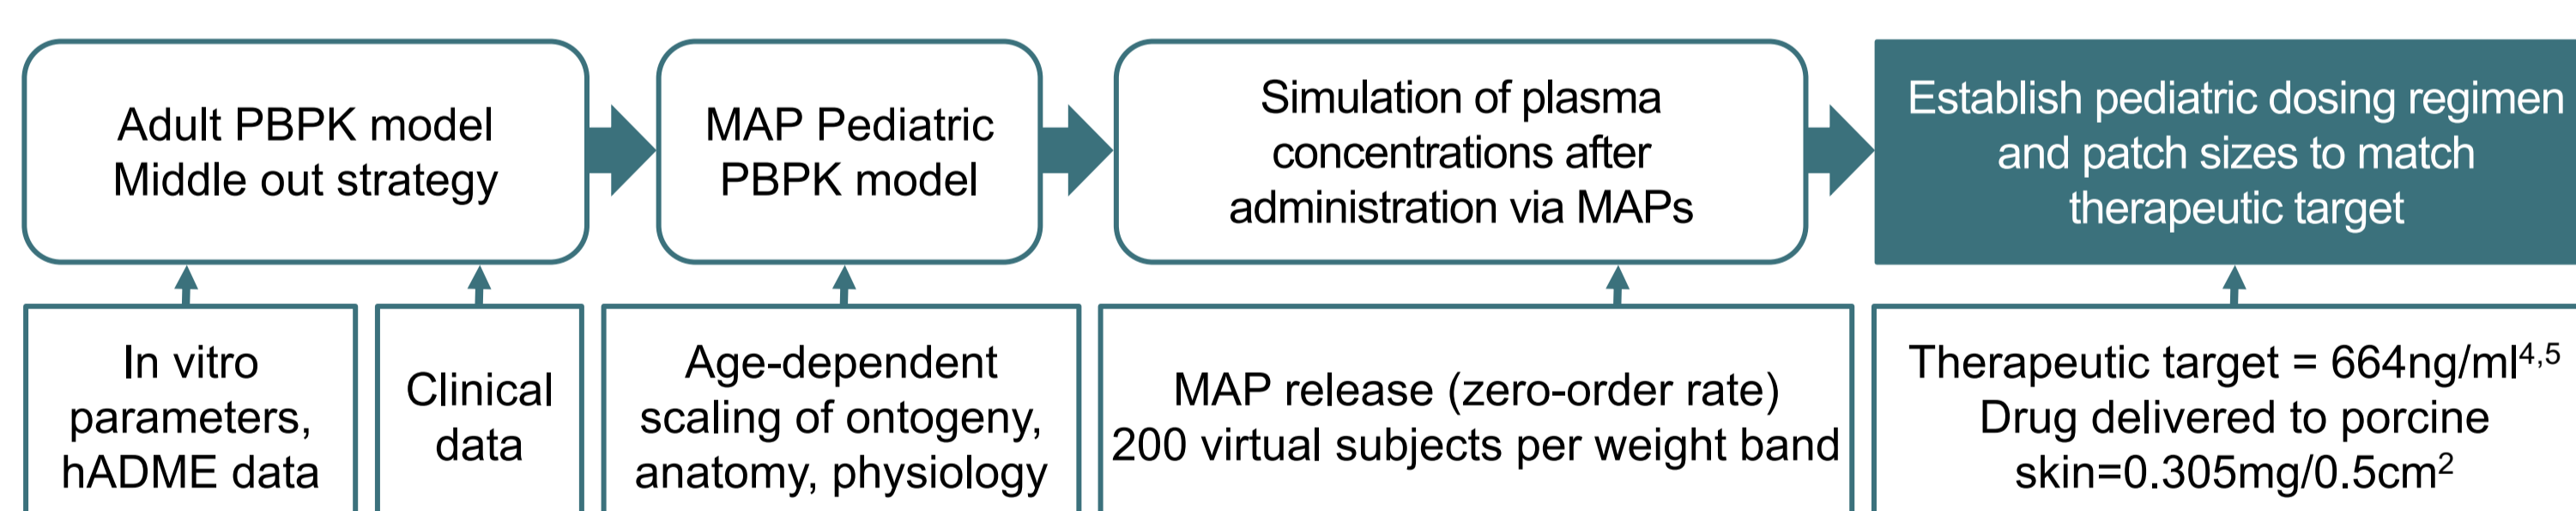 Adult PBPK model
Middle out strategy
MAP Pediatric
PBPK model
Simulation of plasma
concentrations after
administration via MAPs
Establish pediatric dosing regimen
and patch sizes to match
therapeutic target
In vitro
parameters,
hADME data
Clinical
data
Age-dependent
scaling of ontogeny,
anatomy, physiology
MAP release (zero-order rate)
200 virtual subjects per weight band
Therapeutic target = 664ng/ml⁴,⁵
Drug delivered to porcine
skin=0.305mg/0.5cm²